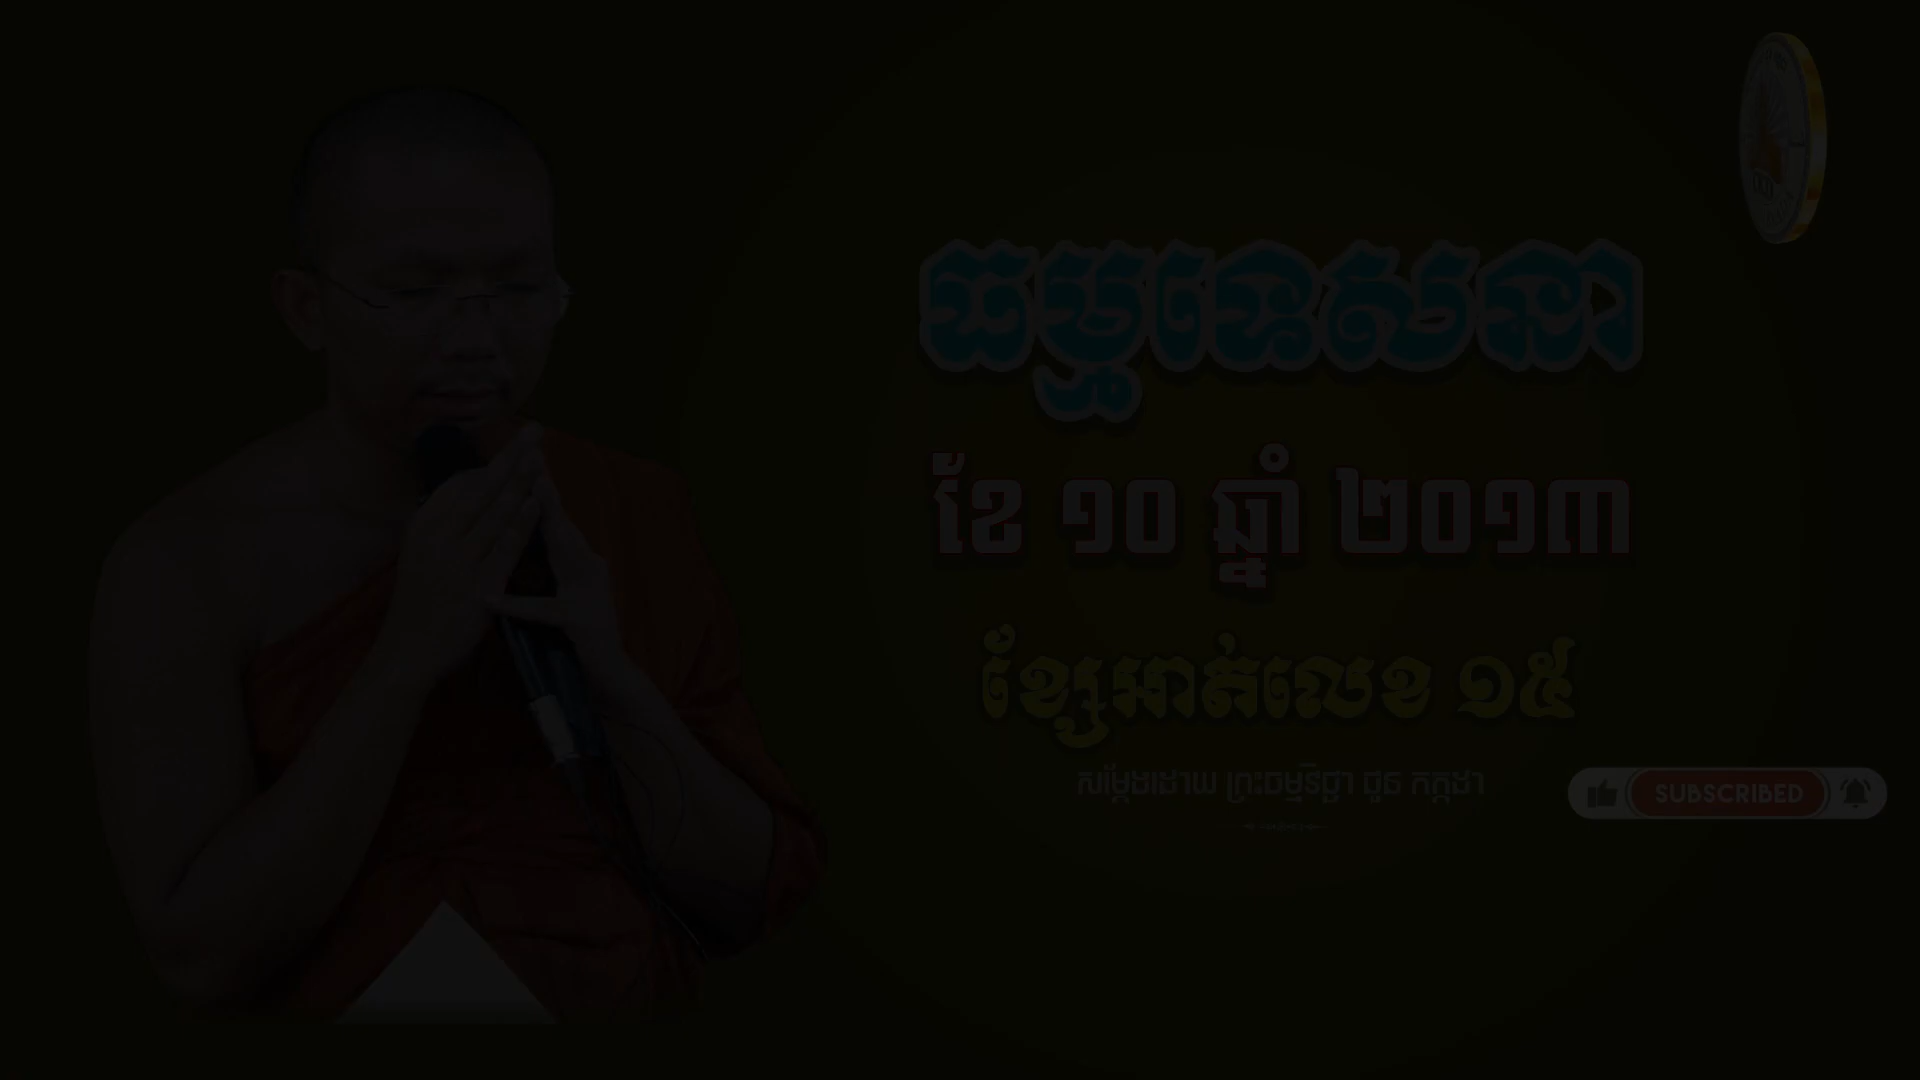 ធម្មទេសនា
ខែ ១០ ឆ្នាំ ២០១៣
ខ្សែអាត់លេខ ១៥
សម្ដែងដោយ ព្រះធម្មវិជ្ជា ជួន កក្កដា
SUBSCRIBED